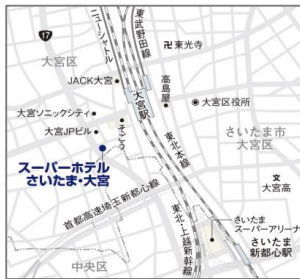 ニューシャトル
東武野田線
17
卍東光寺
大宮区
JACK大宮
高島屋
大宮駅
大宮区役所
大宮ソニックシティ
そごう
大宮JPビル
さいたま市
大宮区
スーパーホテル
さいたま・大宮
東北本線
文
大宮高
首都高速埼玉新都心線
東北・上越新幹線
さいたま
スーパーアリーナ
さいたま
新都心駅
中央区